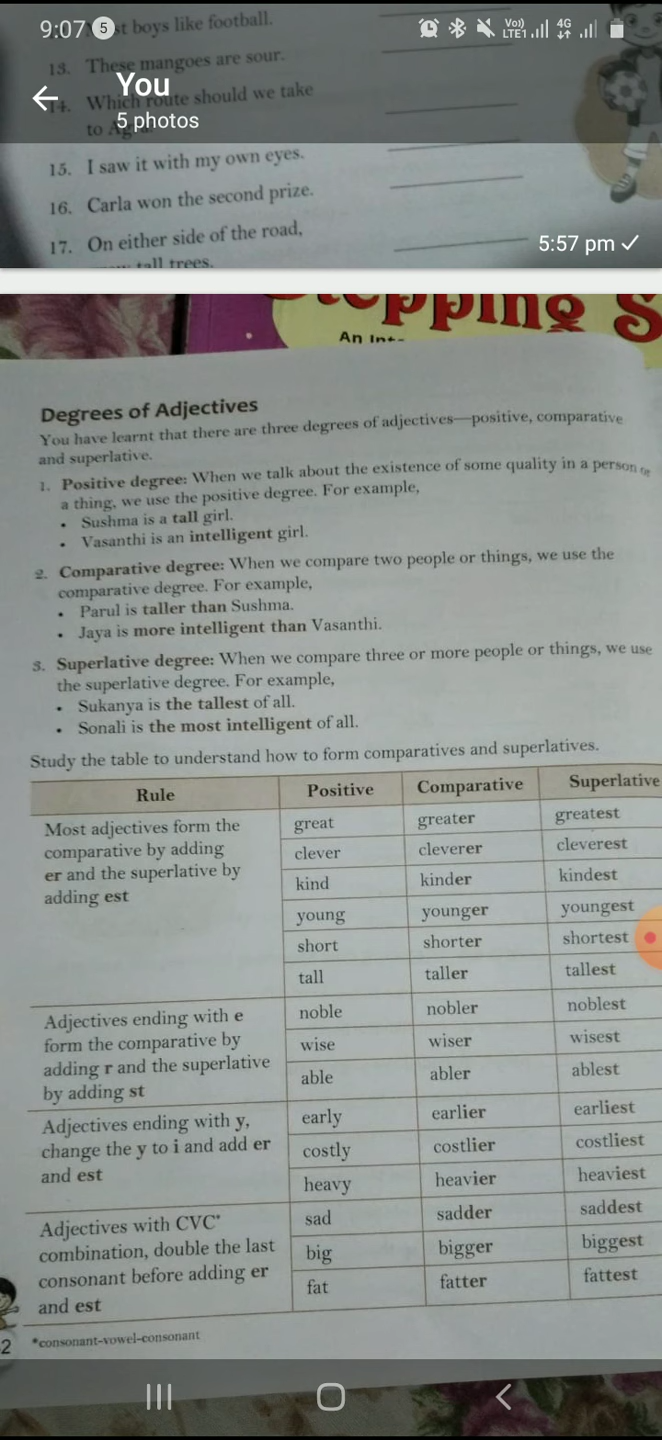 9:07 5
Vo)) LTE1 4G
st boys like football.
13. These mangoes are sour.
You
14. Which route should we take
5 photos
to Agra
15. I saw it with my own eyes.
16. Carla won the second prize.
17. On either side of the road,
5:57 pm
tall trees.
Stepping S
An Int
Degrees of Adjectives
You have learnt that there are three degrees of adjectives—positive, comparative
and superlative.
1. Positive degree: When we talk about the existence of some quality in a person or
a thing, we use the positive degree. For example,
• Sushma is a tall girl.
• Vasanthi is an intelligent girl.
2. Comparative degree: When we compare two people or things, we use the
comparative degree. For example,
• Parul is taller than Sushma.
• Jaya is more intelligent than Vasanthi.
3. Superlative degree: When we compare three or more people or things, we use
the superlative degree. For example,
• Sukanya is the tallest of all.
• Sonali is the most intelligent of all.
Study the table to understand how to form comparatives and superlatives.
Rule Positive Comparative Superlative
Most adjectives form the great greater greatest
comparative by adding clever cleverer cleverest
er and the superlative by kind kinder kindest
adding est young younger youngest
short shorter shortest
tall taller tallest
Adjectives ending with e noble nobler noblest
form the comparative by wise wiser wisest
adding r and the superlative able abler ablest
by adding st
Adjectives ending with y, early earlier earliest
change the y to i and add er costly costlier costliest
and est heavy heavier heaviest
Adjectives with CVC* sad sadder saddest
combination, double the last big bigger biggest
consonant before adding er fat fatter fattest
and est
2 *consonant-vowel-consonant